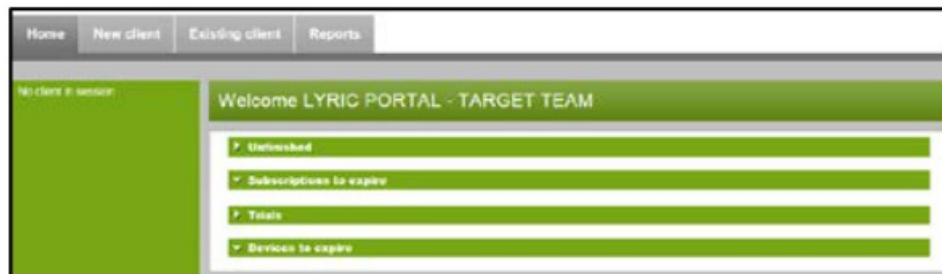 Home New client Existing client Reports
No client in session
Welcome LYRIC PORTAL - TARGET TEAM
Unfinished
Subscriptions to expire
Trials
Devices to expire